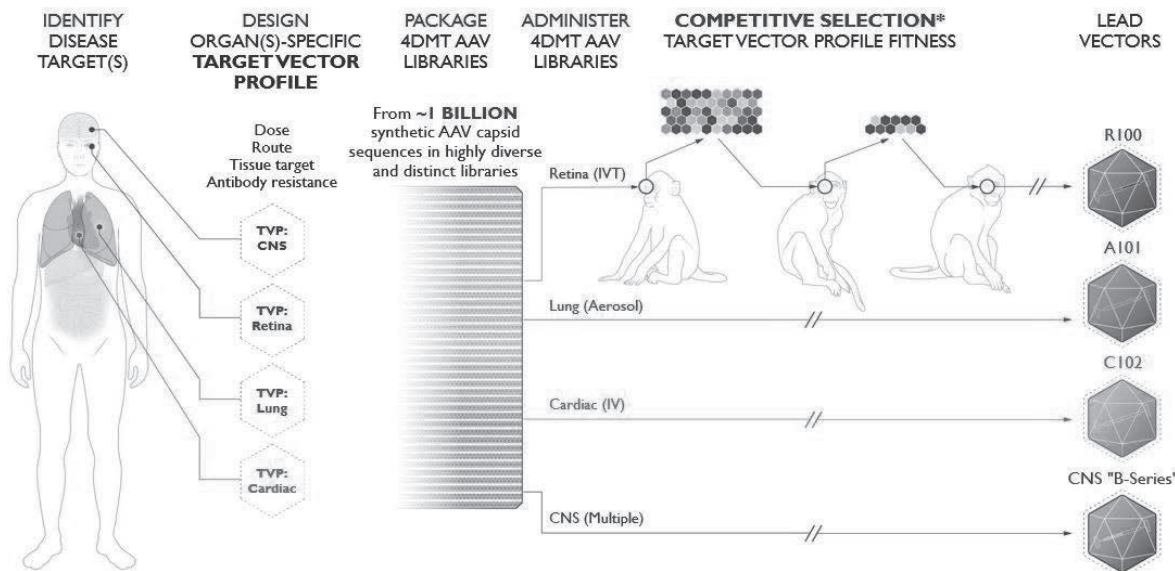 IDENTIFY
DISEASE
TARGET(S)
DESIGN
ORGAN(S)-SPECIFIC
TARGET VECTOR
PROFILE
PACKAGE
4DMT AAV
LIBRARIES
ADMINISTER
4DMT AAV
LIBRARIES
COMPETITIVE SELECTION*
TARGET VECTOR PROFILE FITNESS
LEAD
VECTORS
Dose
Route
Tissue target
Antibody resistance
TVP:
CNS
TVP:
Retina
TVP:
Lung
TVP:
Cardiac
From ~1 BILLION
synthetic AAV capsid
sequences in highly diverse
and distinct libraries
Retina (IVT)
Lung (Aerosol)
Cardiac (IV)
CNS (Multiple)
R100
A101
C102
CNS "B-Series"